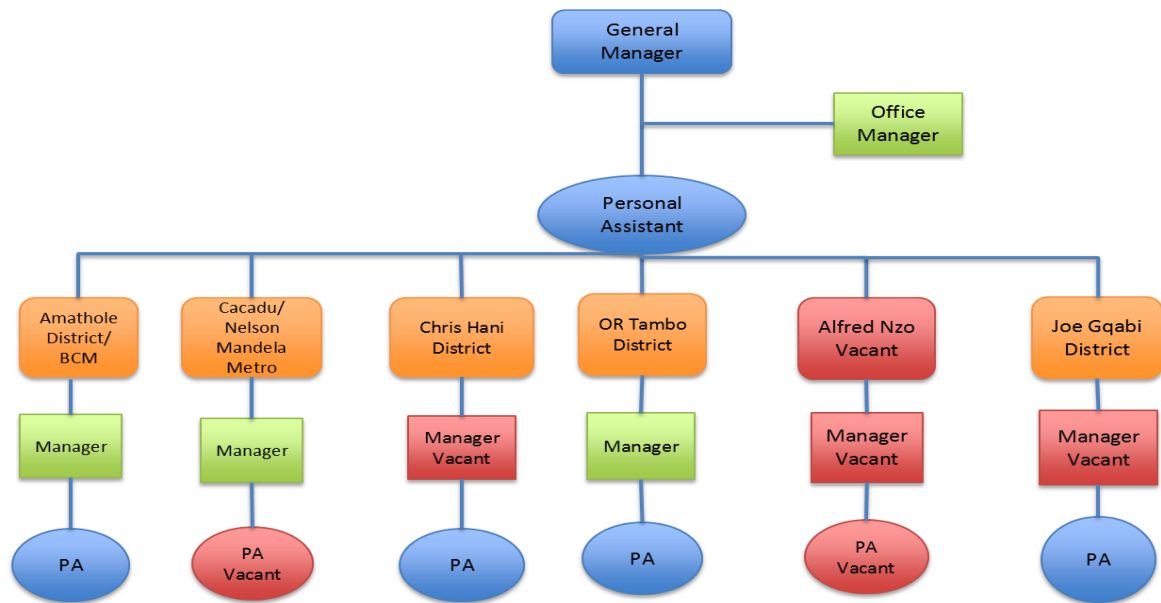 General
Manager
Office
Manager
Personal
Assistant
Amathole
District/
BCM
Cacadu/
Nelson
Mandela
Metro
Chris Hani
District
OR Tambo
District
Alfred Nzo
Vacant
Joe Gqabi
District
Manager
Manager
Manager
Vacant
Manager
Manager
Vacant
Manager
Vacant
PA
PA
Vacant
PA
PA
PA
Vacant
PA